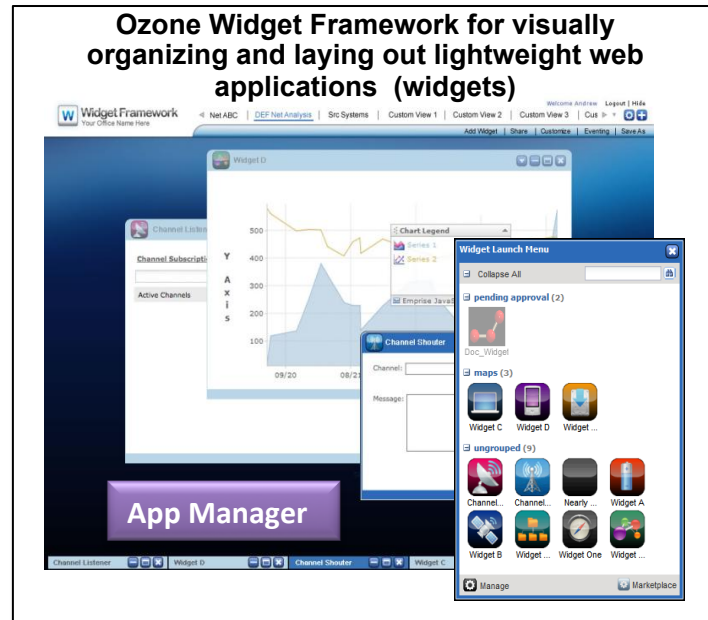 Ozone Widget Framework for visually
organizing and laying out lightweight web
applications (widgets)
Welcome Andrew Logout | Hide
W Widget Framework
Your Office Name Here
Net ABC | DEF Net Analysis | Src Systems | Custom View 1 | Custom View 2 | Custom View 3 | Cus
Add Widget | Share | Customize | Eventing | Save As
Widget D
Channel Listen
Channel Subscripti
Active Channels
Y
A
x
i
s
500
400
300
200
100
09/20
08/21
Chart Legend
Series 1
Series 2
Emprise JavaS
Channel Shouter
Channel:
Message:
Widget Launch Menu
Collapse All
pending approval (2)
Doc_Widget
maps (3)
Widget C Widget D Widget ...
ungrouped (9)
Channel... Channel... Nearly ... Widget A
Widget B Widget ... Widget One Widget ...
Manage Marketplace
App Manager
Channel Listener Widget D Channel Shouter Widget C